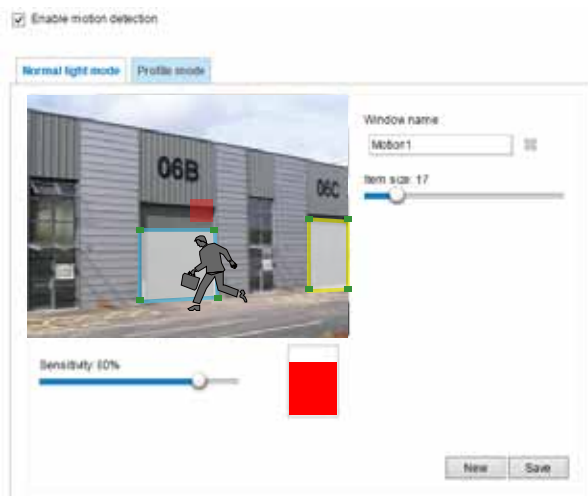 Enable motion detection
Normal light mode
Profile mode
Window name
Motion1
Item size: 17
06B
06C
Sensitivity: 80%
New
Save